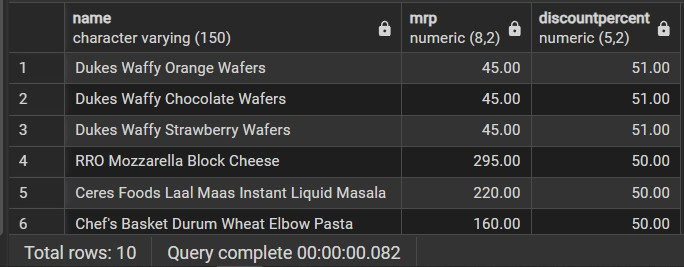 name mrp discountpercent
character varying (150) numeric (8,2) numeric (5,2)
1 Dukes Waffy Orange Wafers 45.00 51.00
2 Dukes Waffy Chocolate Wafers 45.00 51.00
3 Dukes Waffy Strawberry Wafers 45.00 51.00
4 RRO Mozzarella Block Cheese 295.00 50.00
5 Ceres Foods Laal Maas Instant Liquid Masala 220.00 50.00
6 Chef's Basket Durum Wheat Elbow Pasta 160.00 50.00
Total rows: 10 Query complete 00:00:00.082